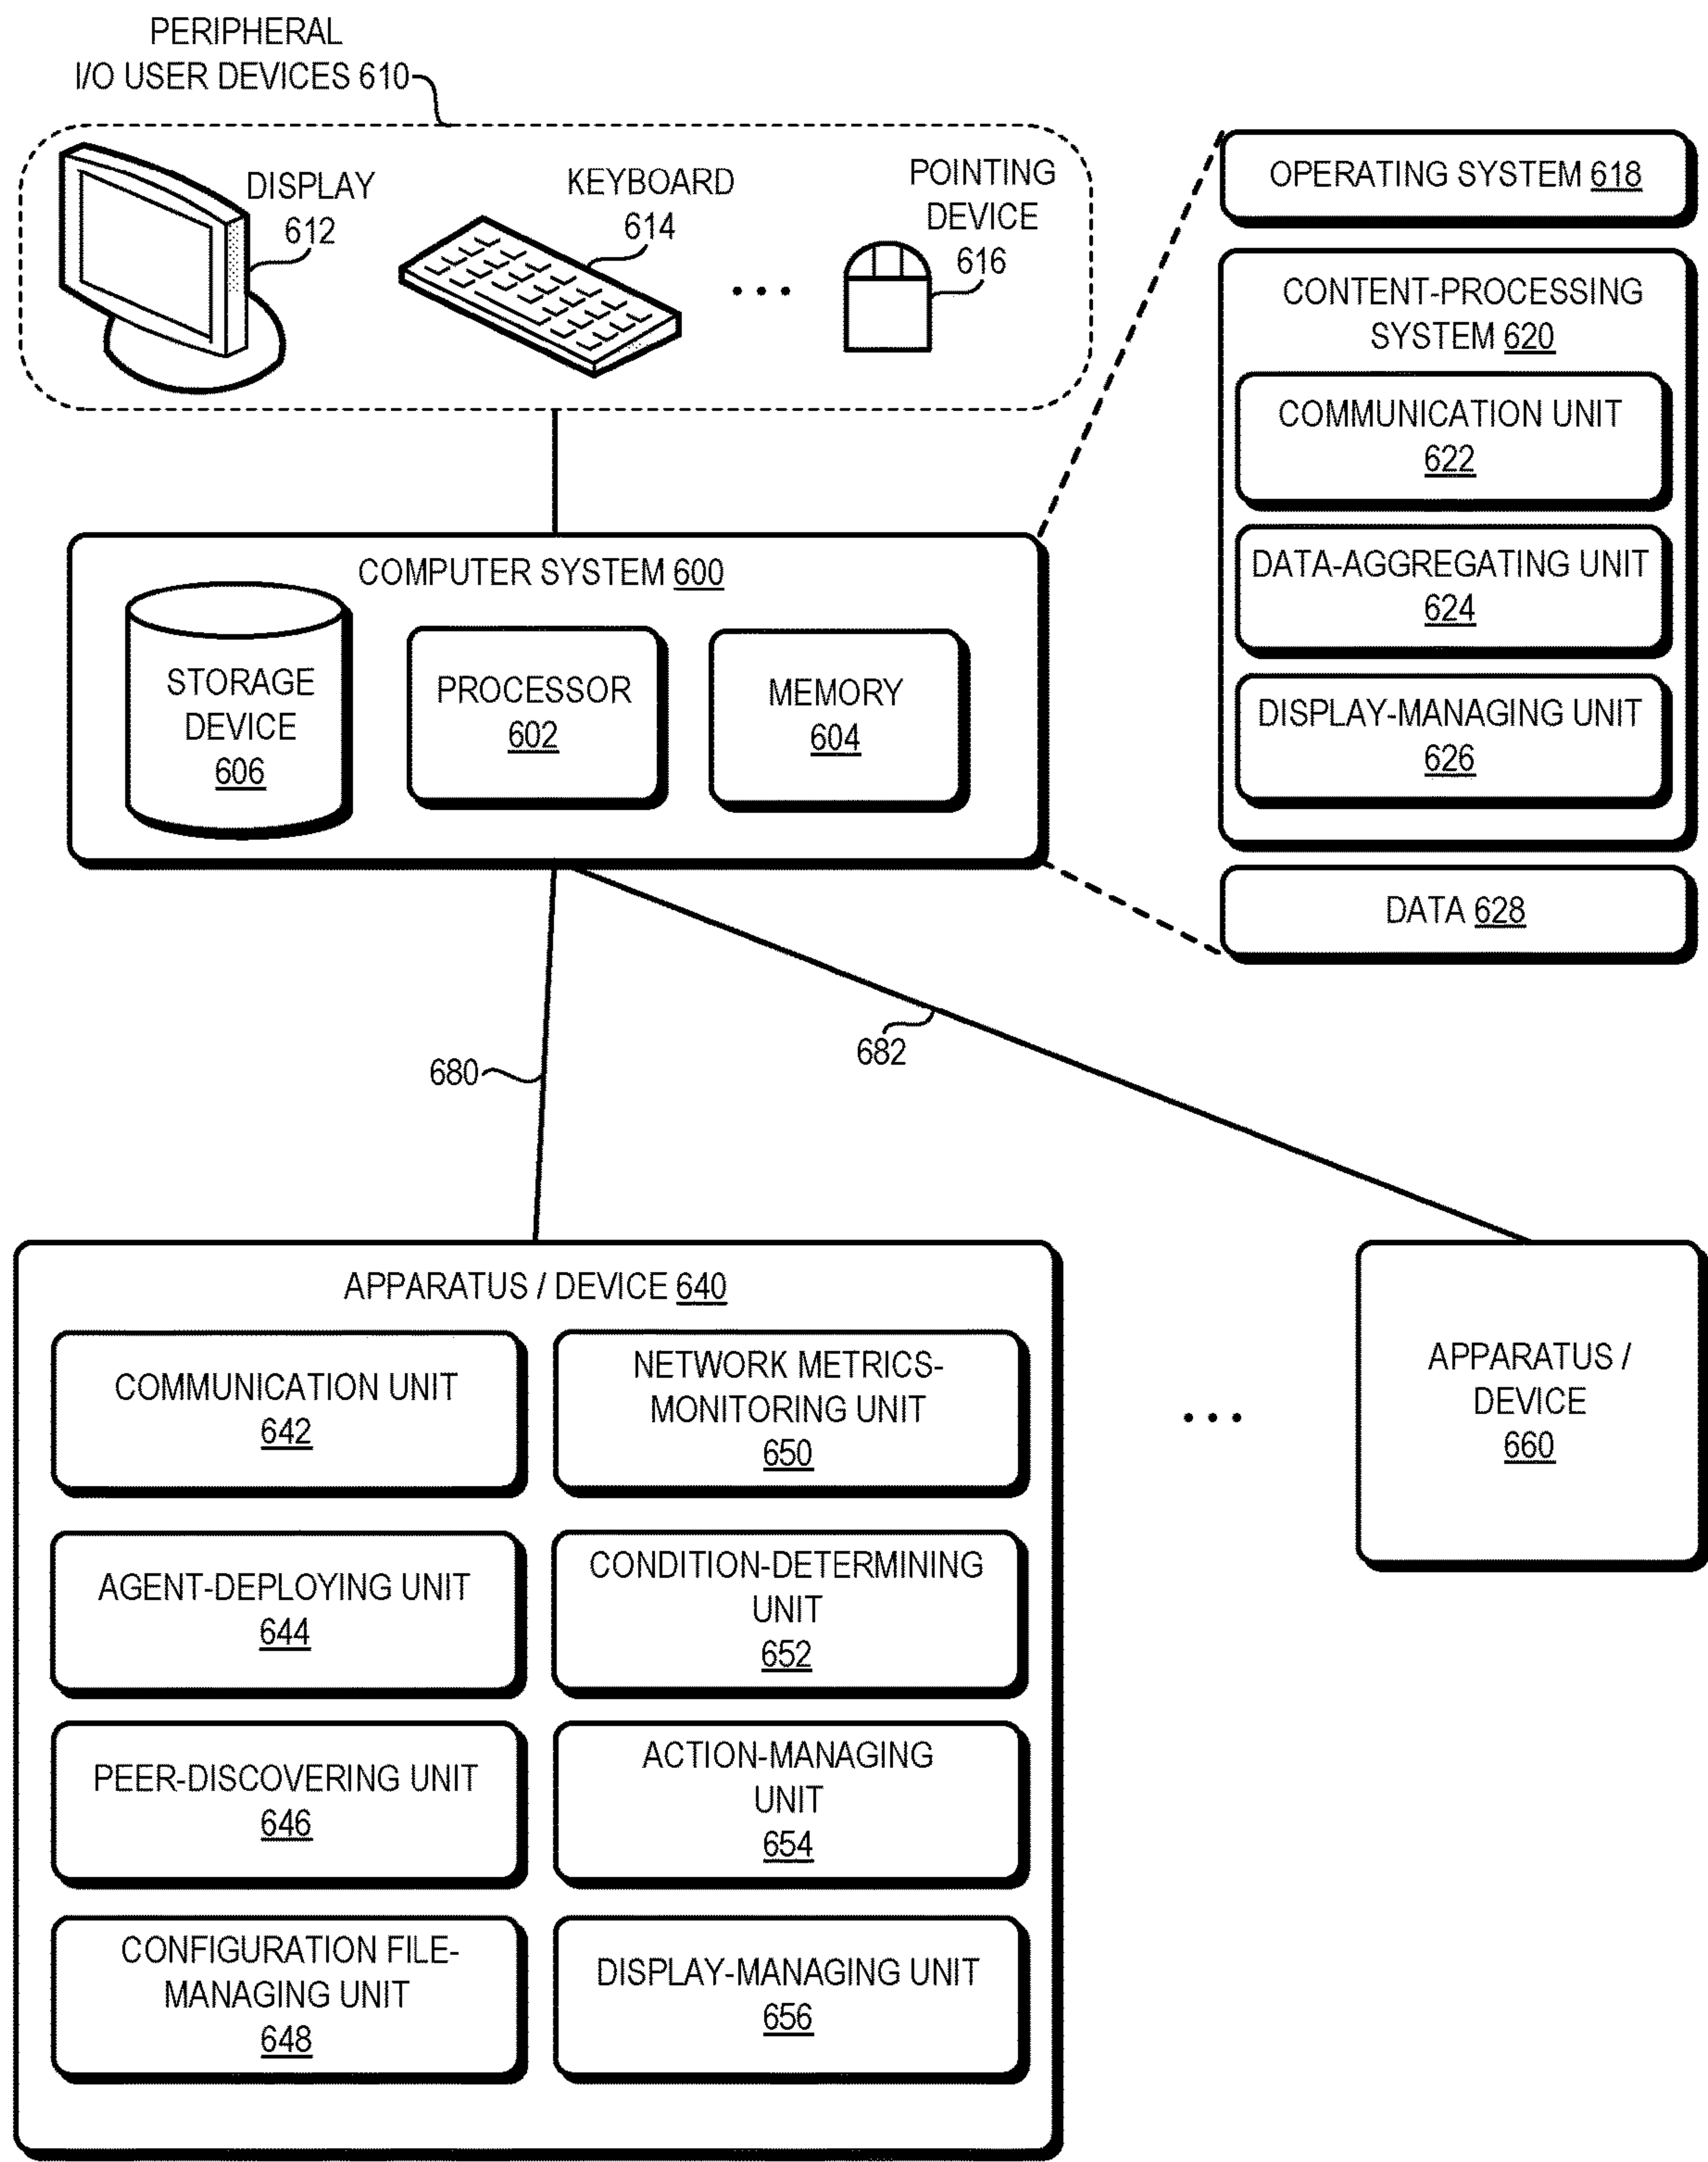 PERIPHERAL
I/O USER DEVICES 610
DISPLAY
612
KEYBOARD
614
POINTING
DEVICE
616
OPERATING SYSTEM 618
CONTENT-PROCESSING
SYSTEM 620
COMMUNICATION UNIT
622
DATA-AGGREGATING UNIT
624
DISPLAY-MANAGING UNIT
626
DATA 628
COMPUTER SYSTEM 600
STORAGE
DEVICE
606
PROCESSOR
602
MEMORY
604
680
682
APPARATUS / DEVICE 640
COMMUNICATION UNIT
642
NETWORK METRICS-
MONITORING UNIT
650
AGENT-DEPLOYING UNIT
644
CONDITION-DETERMINING
UNIT
652
PEER-DISCOVERING UNIT
646
ACTION-MANAGING
UNIT
654
CONFIGURATION FILE-
MANAGING UNIT
648
DISPLAY-MANAGING UNIT
656
APPARATUS /
DEVICE
660